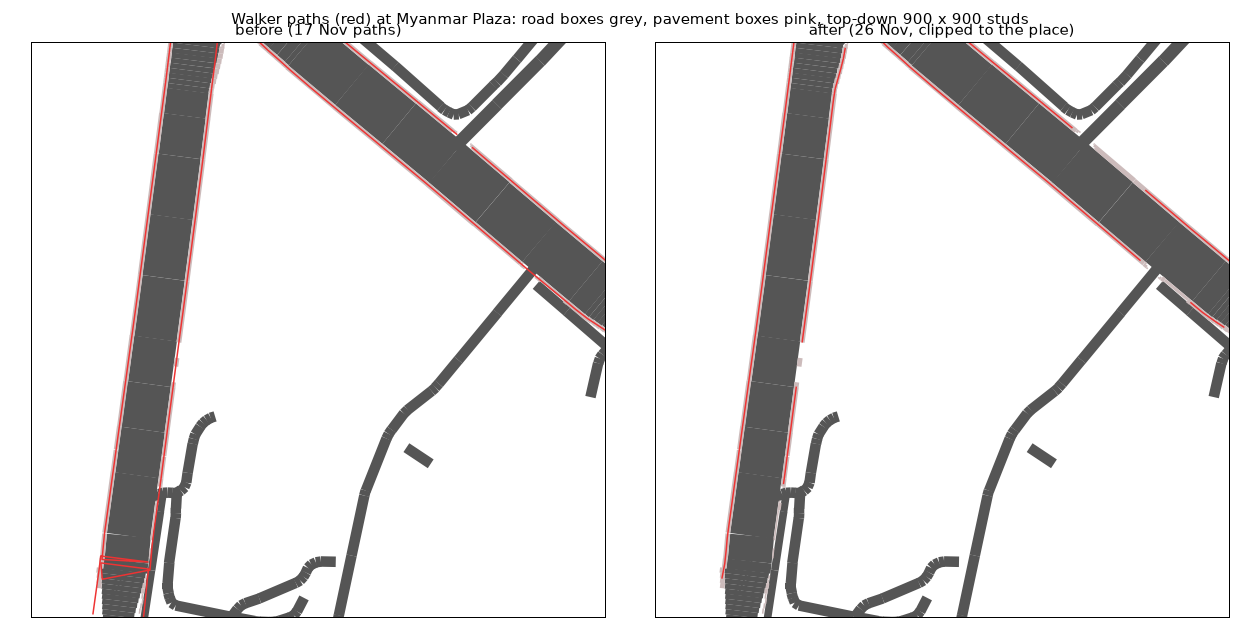 Walker paths (red) at Myanmar Plaza: road boxes grey, pavement boxes pink, top-down 900 x 900 studs
before (17 Nov paths)
after (26 Nov, clipped to the place)